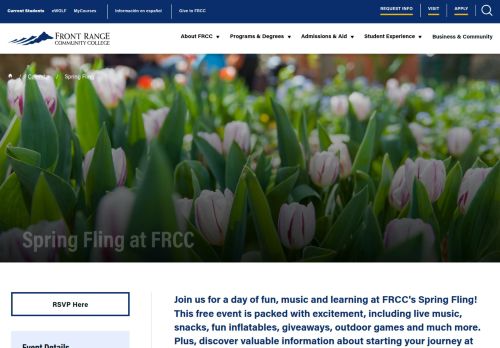 Current Students eWOLF MyCourses Información en español Give to FRCC REQUEST INFO VISIT APPLY
FRONT RANGE
COMMUNITY COLLEGE
About FRCC Programs & Degrees Admissions & Aid Student Experience Business & Community
/ / Spring Fling
Spring Fling at FRCC
RSVP Here
Event Details
Join us for a day of fun, music and learning at FRCC's Spring Fling!
This free event is packed with excitement, including live music,
snacks, fun inflatables, giveaways, outdoor games and much more.
Plus, discover valuable information about starting your journey at